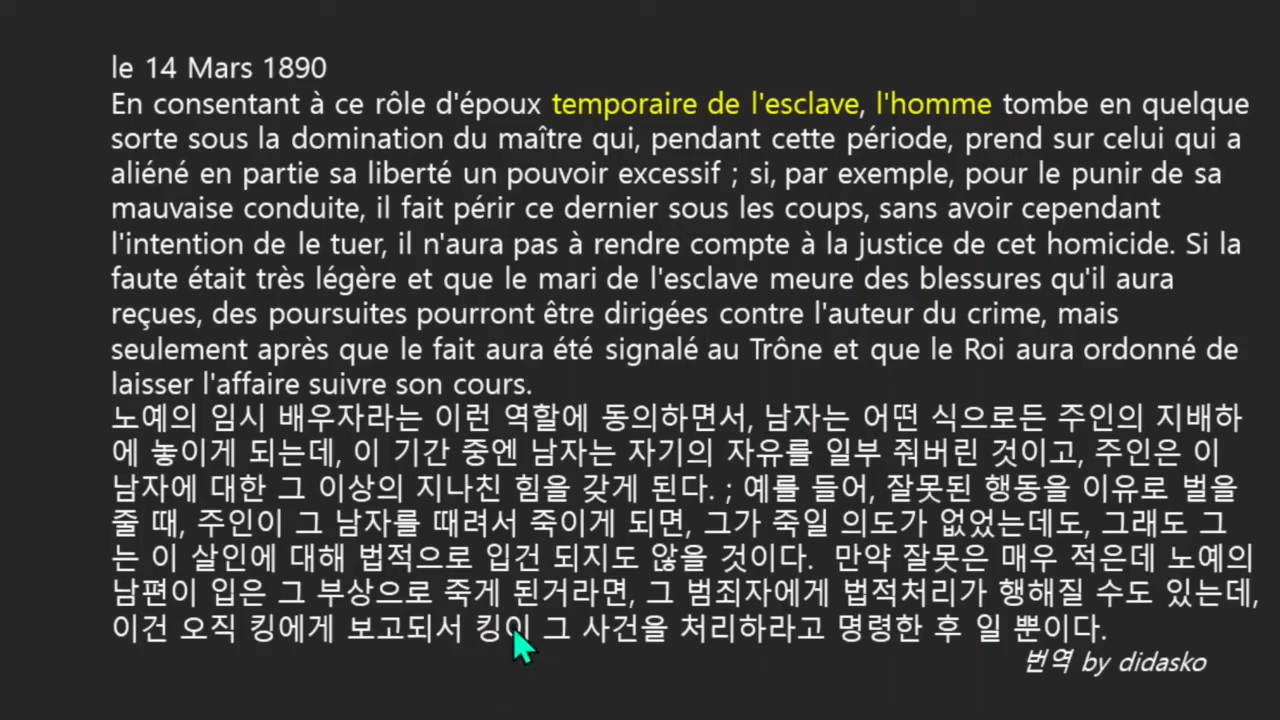 le 14 Mars 1890
En consentant à ce rôle d'époux temporaire de l'esclave, l'homme tombe en quelque
sorte sous la domination du maître qui, pendant cette période, prend sur celui qui a
aliéné en partie sa liberté un pouvoir excessif ; si, par exemple, pour le punir de sa
mauvaise conduite, il fait périr ce dernier sous les coups, sans avoir cependant
l'intention de le tuer, il n'aura pas à rendre compte à la justice de cet homicide. Si la
faute était très légère et que le mari de l'esclave meure des blessures qu'il aura
reçues, des poursuites pourront être dirigées contre l'auteur du crime, mais
seulement après que le fait aura été signalé au Trône et que le Roi aura ordonné de
laisser l'affaire suivre son cours.
노예의 임시 배우자라는 이런 역할에 동의하면서, 남자는 어떤 식으로든 주인의 지배하
에 놓이게 되는데, 이 기간 중엔 남자는 자기의 자유를 일부 줘버린 것이고, 주인은 이
남자에 대한 그 이상의 지나친 힘을 갖게 된다. ; 예를 들어, 잘못된 행동을 이유로 벌을
줄 때, 주인이 그 남자를 때려서 죽이게 되면, 그가 죽일 의도가 없었는데도, 그래도 그
는 이 살인에 대해 법적으로 입건 되지도 않을 것이다. 만약 잘못은 매우 적은데 노예의
남편이 입은 그 부상으로 죽게 된거라면, 그 범죄자에게 법적처리가 행해질 수도 있는데,
이건 오직 킹에게 보고되서 킹이 그 사건을 처리하라고 명령한 후 일 뿐이다.
번역 by didasko